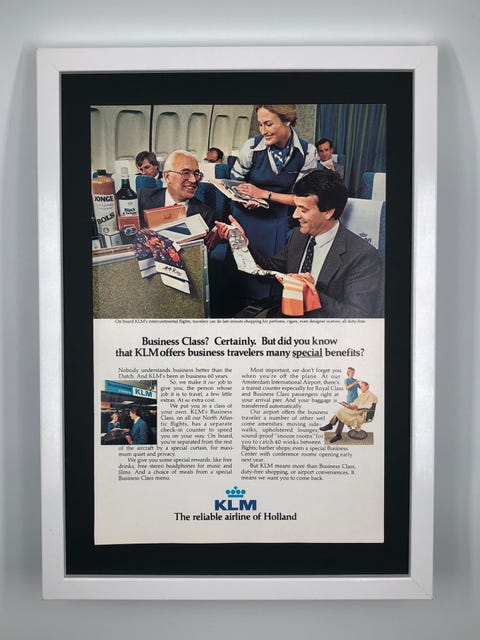 JONGE
BOLS
Black
White
KLM
On board KLM's intercontinental flights, travelers can do last-minute shopping for perfume, cigars, even designer scarves, all duty-free.
Business Class? Certainly. But did you know
that KLM offers business travelers many special benefits?
Nobody understands business better than the
Dutch. And KLM's been in business 60 years.
So, we make it our job to
give you, the person whose
job it is to travel, a few little
extras. At no extra cost.
We put you in a class of
your own. KLM's Business
Class, on all our North Atlan-
tic flights, has a separate
check-in counter to speed
you on your way. On board,
you're separated from the rest
of the aircraft by a special curtain, for maxi-
mum quiet and privacy.
We give you some special rewards, like free
drinks, free stereo headphones for music and
films. And a choice of meals from a special
Business Class menu.
KLM
Most important, we don't forget you
when you're off the plane. At our
Amsterdam International Airport, there's
a transit counter especially for Royal Class
and Business Class passengers right at
your arrival pier. And your baggage is
transferred automatically.
Our airport offers the business
traveler a number of other wel-
come amenities: moving side-
walks, upholstered lounges,
sound-proof "snooze rooms" for
you to catch 40 winks between
flights, barber shops, even a special Business
Center with conference rooms opening early
next year.
But KLM means more than Business Class,
duty-free shopping, or airport conveniences. It
means we want you to come back.
KLM
The reliable airline of Holland